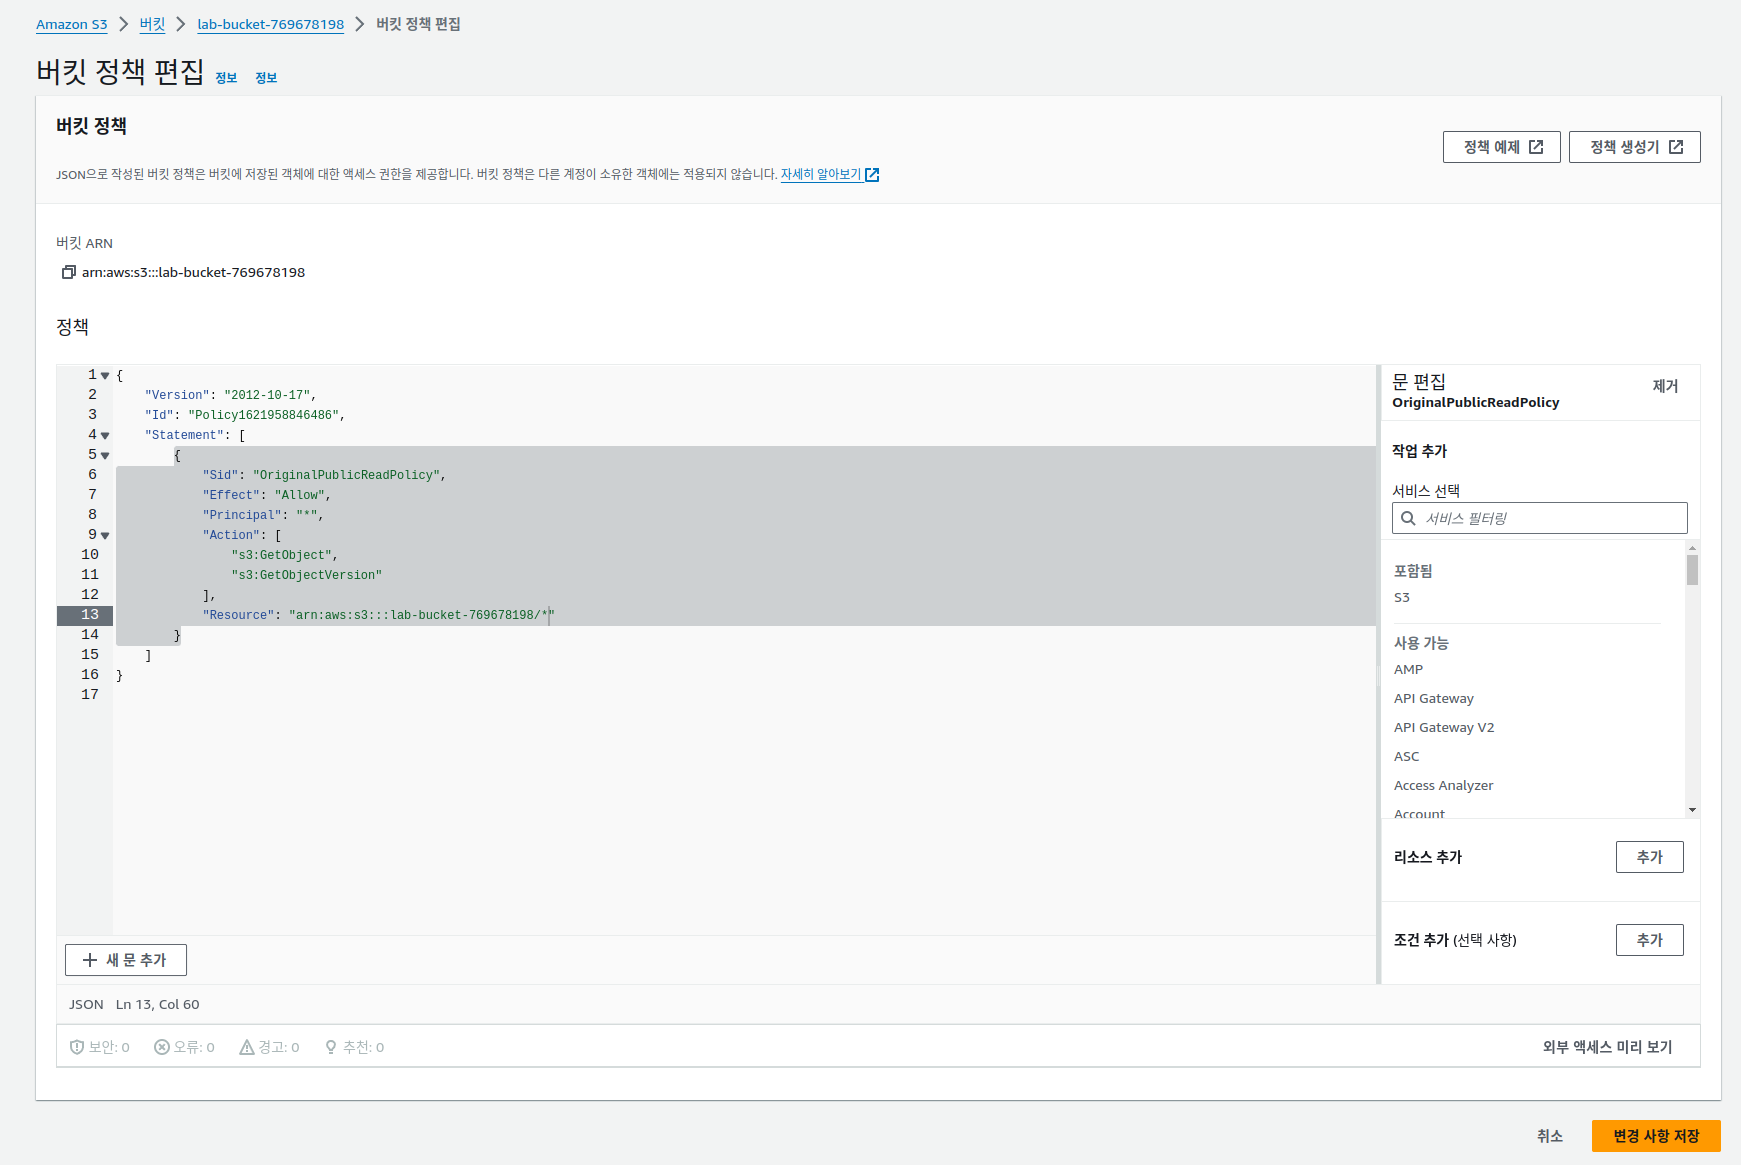 Amazon S3 > 버킷 > lab-bucket-769678198 > 버킷 정책 편집
버킷 정책 편집 정보 정보
버킷 정책
정책 예제
정책 생성기
JSON으로 작성된 버킷 정책은 버킷에 저장된 객체에 대한 액세스 권한을 제공합니다. 버킷 정책은 다른 계정이 소유한 객체에는 적용되지 않습니다. 자세히 알아보기
버킷 ARN
arn:aws:s3:::lab-bucket-769678198
정책
1 {
2 "Version": "2012-10-17",
3 "Id": "Policy1621958846486",
4 "Statement": [
5 {
6 "Sid": "OriginalPublicReadPolicy",
7 "Effect": "Allow",
8 "Principal": "*",
9 "Action": [
10 "s3:GetObject",
11 "s3:GetObjectVersion"
12 ],
13 "Resource": "arn:aws:s3:::lab-bucket-769678198/*"
14 }
15 ]
16 }
17
+ 새 문 추가
JSON Ln 13, Col 60
문 편집
제거
OriginalPublicReadPolicy
작업 추가
서비스 선택
서비스 필터링
포함됨
S3
사용 가능
AMP
API Gateway
API Gateway V2
ASC
Access Analyzer
Account
리소스 추가
추가
조건 추가 (선택 사항)
추가
보안: 0 오류: 0 경고: 0 추천: 0
외부 액세스 미리 보기
취소
변경 사항 저장